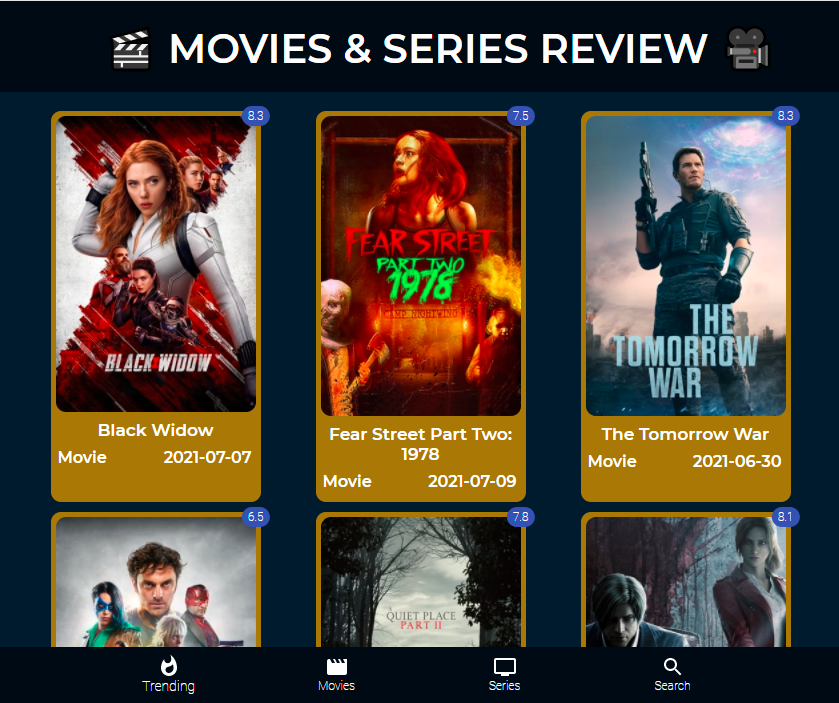 MOVIES & SERIES REVIEW
8.3
7.5
8.3
BLACK WIDOW
FEAR STREET
PART TWO
1978
CAMP NIGHTWING
THE
TOMORROW
WAR
Black Widow
Movie 2021-07-07
Fear Street Part Two:
1978
Movie 2021-07-09
The Tomorrow War
Movie 2021-06-30
6.5
7.8
8.1
A QUIET PLACE
PART II
Trending
Movies
Series
Search